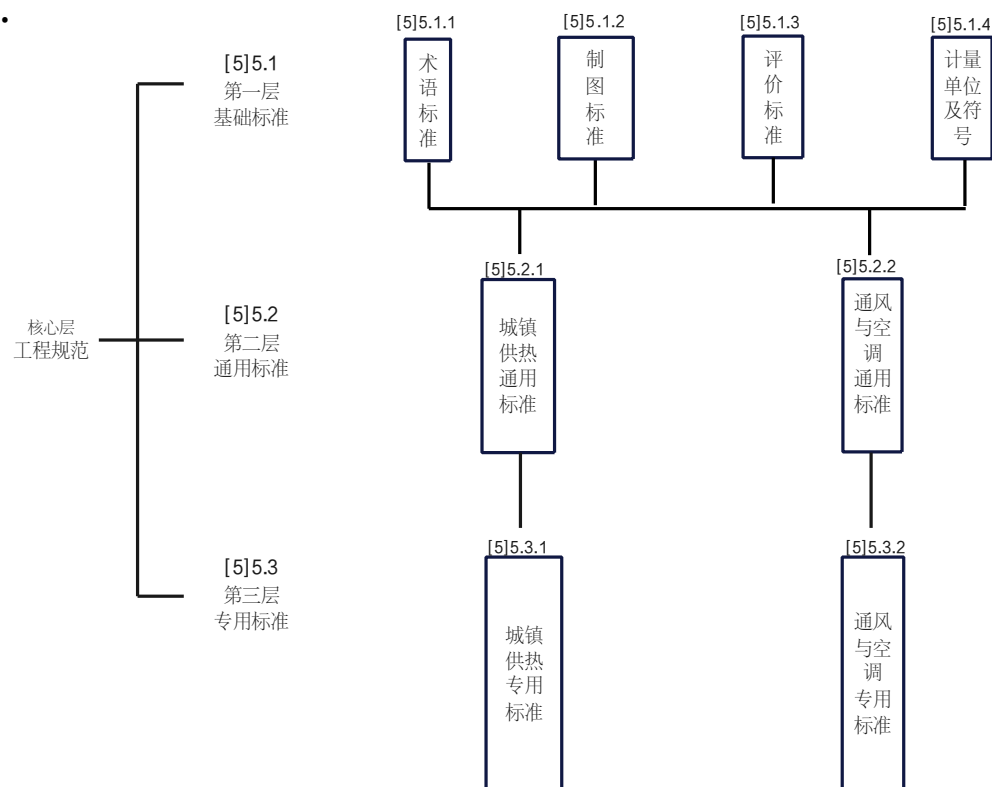 [5]5.1.1
[5]5.1.2
[5]5.1.3
[5]5.1.4
术
语
标
准
制
图
标
准
评
价
标
准
计量
单位
及符
号
[5]5.1
第一层
基础标准
[5]5.2.1
[5]5.2.2
城镇
供热
通用
标准
通风
与空
调
通用
标准
核心层
工程规范
[5]5.2
第二层
通用标准
[5]5.3.1
[5]5.3.2
[5]5.3
第三层
专用标准
城镇
供热
专用
标准
通风
与空
调
专用
标准